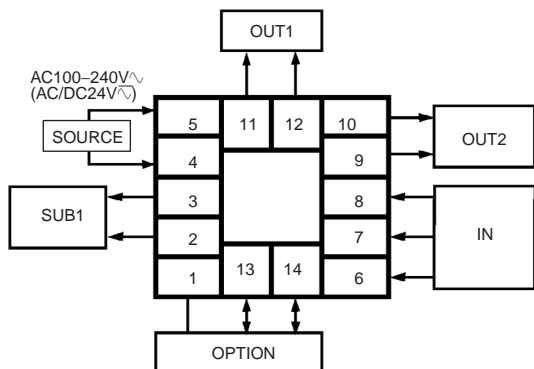 OUT1
AC100–240V∿
(AC/DC24V⏦)
SOURCE
5
11
12
10
OUT2
4
9
SUB1
3
8
IN
2
7
1
13
14
6
OPTION